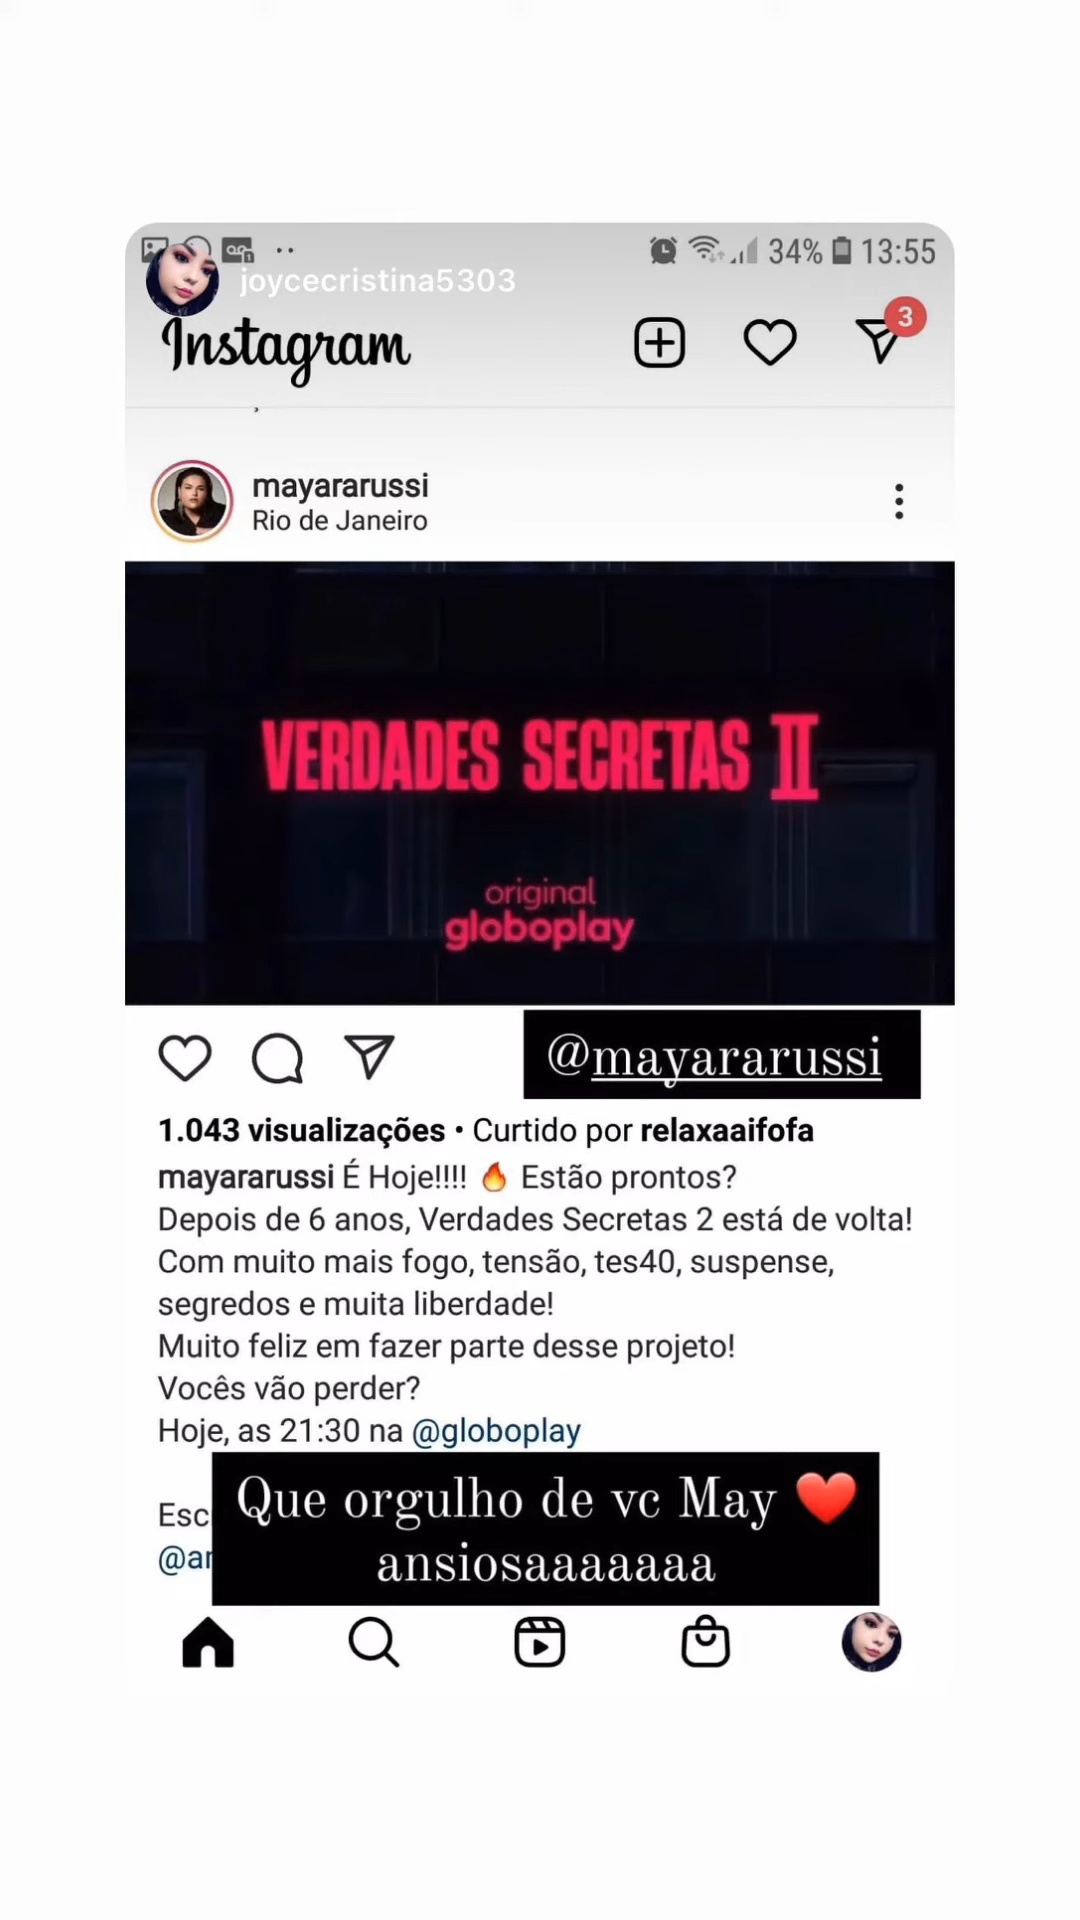 34% 13:55
joycecristina5303
Instagram
3
mayararussi
Rio de Janeiro
VERDADES SECRETAS II
original
globoplay
@mayararussi
1.043 visualizações • Curtido por relaxaaifofa
mayararussi É Hoje!!!! 🔥 Estão prontos?
Depois de 6 anos, Verdades Secretas 2 está de volta!
Com muito mais fogo, tensão, tes40, suspense,
segredos e muita liberdade!
Muito feliz em fazer parte desse projeto!
Vocês vão perder?
Hoje, as 21:30 na @globoplay
Que orgulho de vc May ❤️
ansiosaaaaaaa